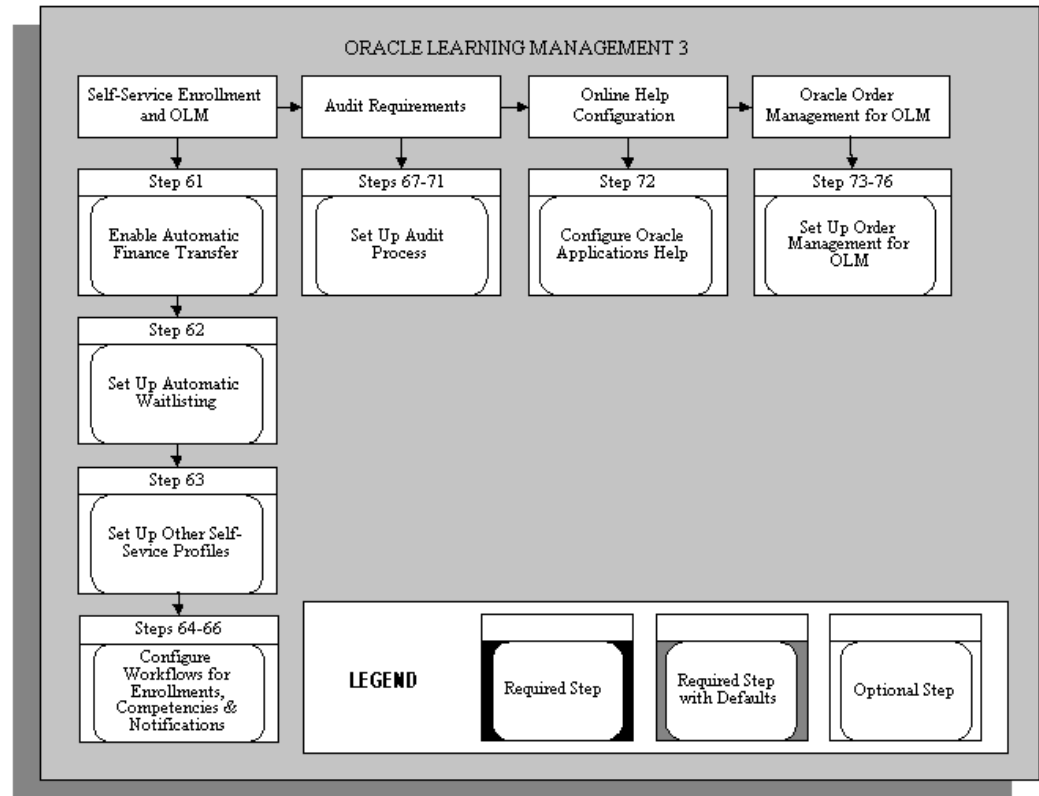 ORACLE LEARNING MANAGEMENT 3
Self-Service Enrollment
and OLM
Audit Requirements
Online Help
Configuration
Oracle Order
Management for OLM
Step 61
Enable Automatic
Finance Transfer
Steps 67-71
Set Up Audit
Process
Step 72
Configure Oracle
Applications Help
Step 73-76
Set Up Order
Management for
OLM
Step 62
Set Up Automatic
Waitlisting
Step 63
Set Up Other Self-
Sevice Profiles
Steps 64-66
Configure
Workflows for
Enrollments,
Competencies &
Notifications
LEGEND
Required Step
Required Step
with Defaults
Optional Step